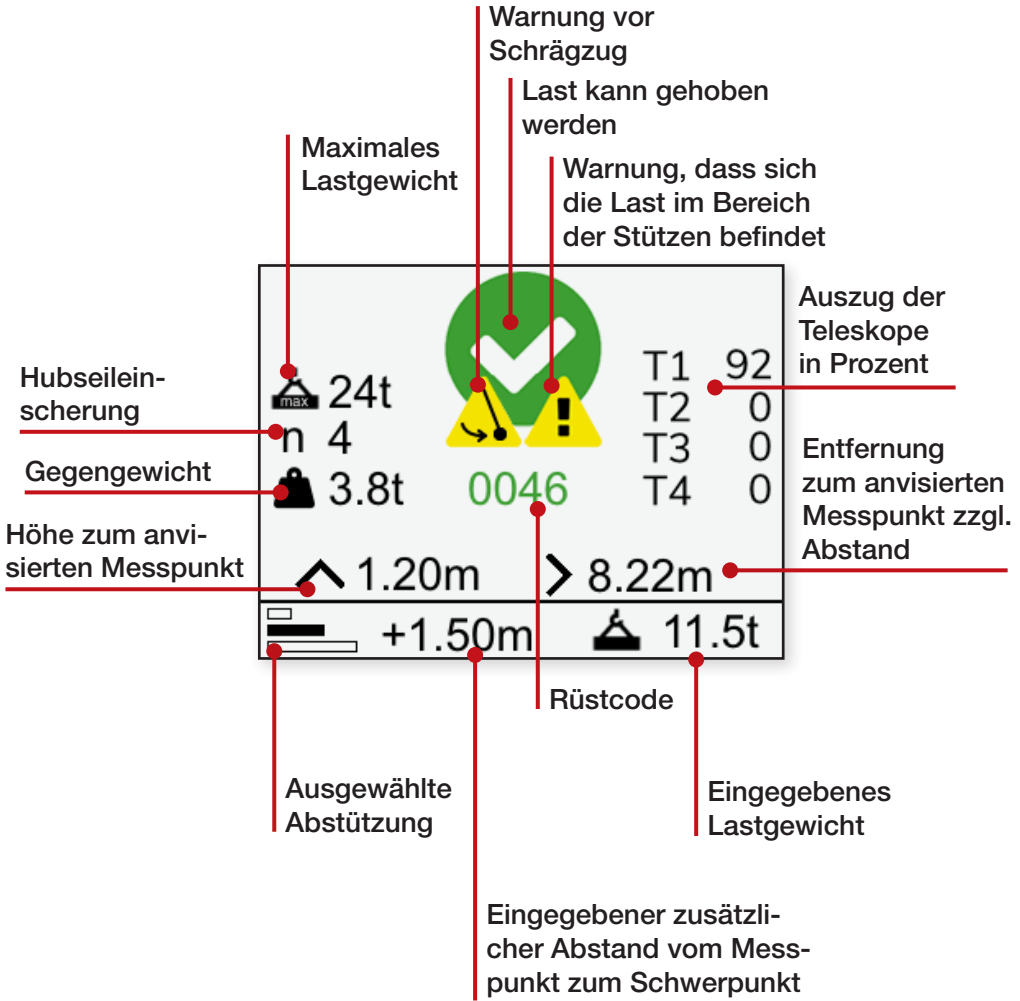 Warnung vor
Schrägzug
Last kann gehoben
werden
Maximales
Lastgewicht
Warnung, dass sich
die Last im Bereich
der Stützen befindet
Auszug der
Teleskope
in Prozent
Hubseilein-
scherung
Gegengewicht
Höhe zum anvi-
sierten Messpunkt
Entfernung
zum anvisierten
Messpunkt zzgl.
Abstand
max
24t
n 4
3.8t
!
0046
T1 92
T2 0
T3 0
T4 0
1.20m
8.22m
+1.50m
11.5t
Rüstcode
Ausgewählte
Abstützung
Eingegebenes
Lastgewicht
Eingegebener zusätzli-
cher Abstand vom Mess-
punkt zum Schwerpunkt